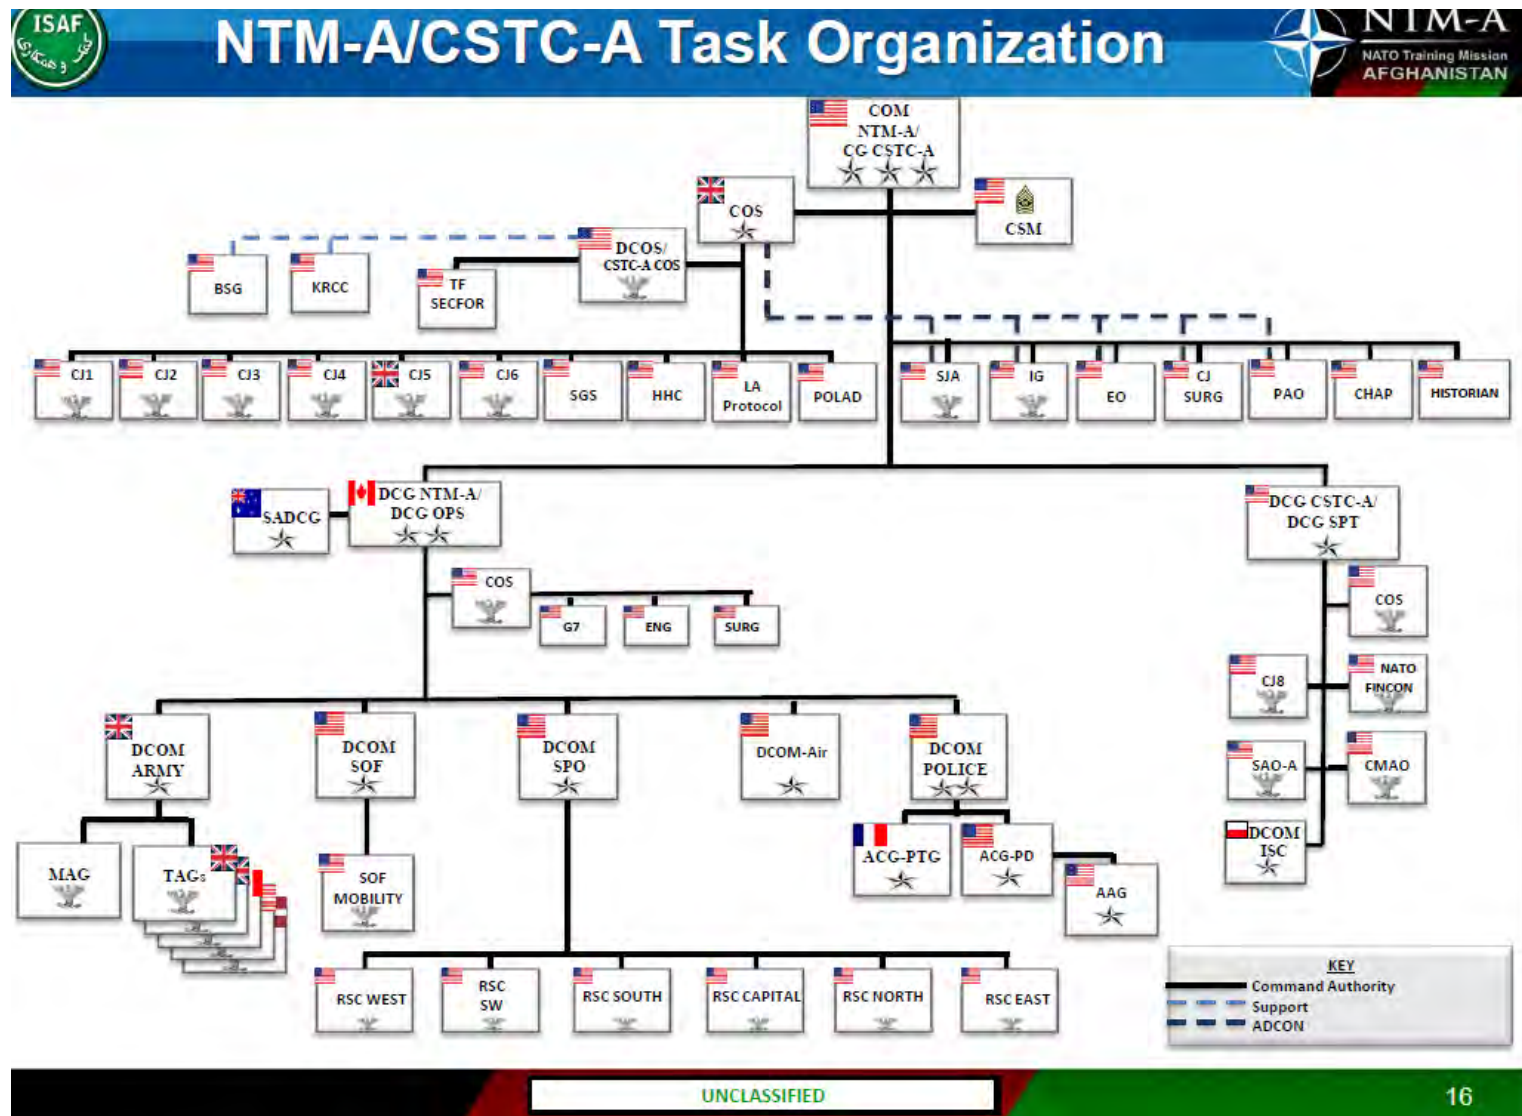 ISAF
کمک و همکاری
NTM-A/CSTC-A Task Organization
NTM-A
NATO Training Mission
AFGHANISTAN
COM
NTM-A/
CG CSTC-A
COS
CSM
DCOS/
CSTC-A COS
BSG
KRCC
TF
SECFOR
CJ1
CJ2
CJ3
CJ4
CJ5
CJ6
SGS
HHC
LA
Protocol
POLAD
SJA
IG
EO
CJ
SURG
PAO
CHAP
HISTORIAN
SADCG
DCG NTM-A/
DCG OPS
DCG CSTC-A/
DCG SPT
COS
G7
ENG
SURG
COS
CJ8
NATO
FINCON
SAO-A
CMAO
DCOM
ISC
DCOM
ARMY
DCOM
SOF
DCOM
SPO
DCOM-Air
DCOM
POLICE
MAG
TAGs
SOF
MOBILITY
ACG-PTG
ACG-PD
AAG
RSC WEST
RSC
SW
RSC SOUTH
RSC CAPITAL
RSC NORTH
RSC EAST
KEY
Command Authority
Support
ADCON
UNCLASSIFIED
16